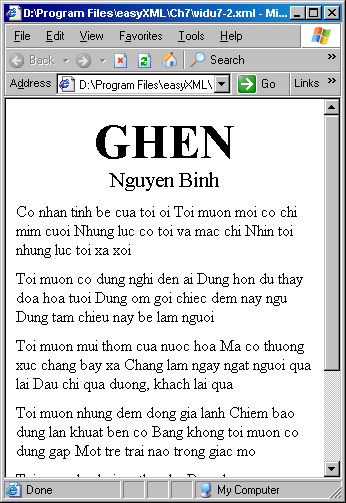 D:\Program Files\easyXML\Ch7\vidu7-2.xml - Mi...
File Edit View Favorites Tools Help
Back Search
Address D:\Program Files\easyXML\ Go Links
GHEN
Nguyen Binh
Co nhan tinh be cua toi oi Toi muon moi co chi
mim cuoi Nhung luc co toi va mac chi Nhin toi
nhung luc toi xa xoi
Toi muon co dung nghi den ai Dung hon du thay
doa hoa tuoi Dung om goi chiec dem nay ngu
Dung tam chieu nay be lam nguoi
Toi muon mui thom cua nuoc hoa Ma co thuong
xuc chang bay xa Chang lam ngay ngat nguoi qua
lai Dau chi qua duong, khach lai qua
Toi muon nhung dem dong gia lanh Chiem bao
dung lan khuat ben co Bang khong toi muon co
dung gap Mot tre trai nao trong giac mo
Done My Computer